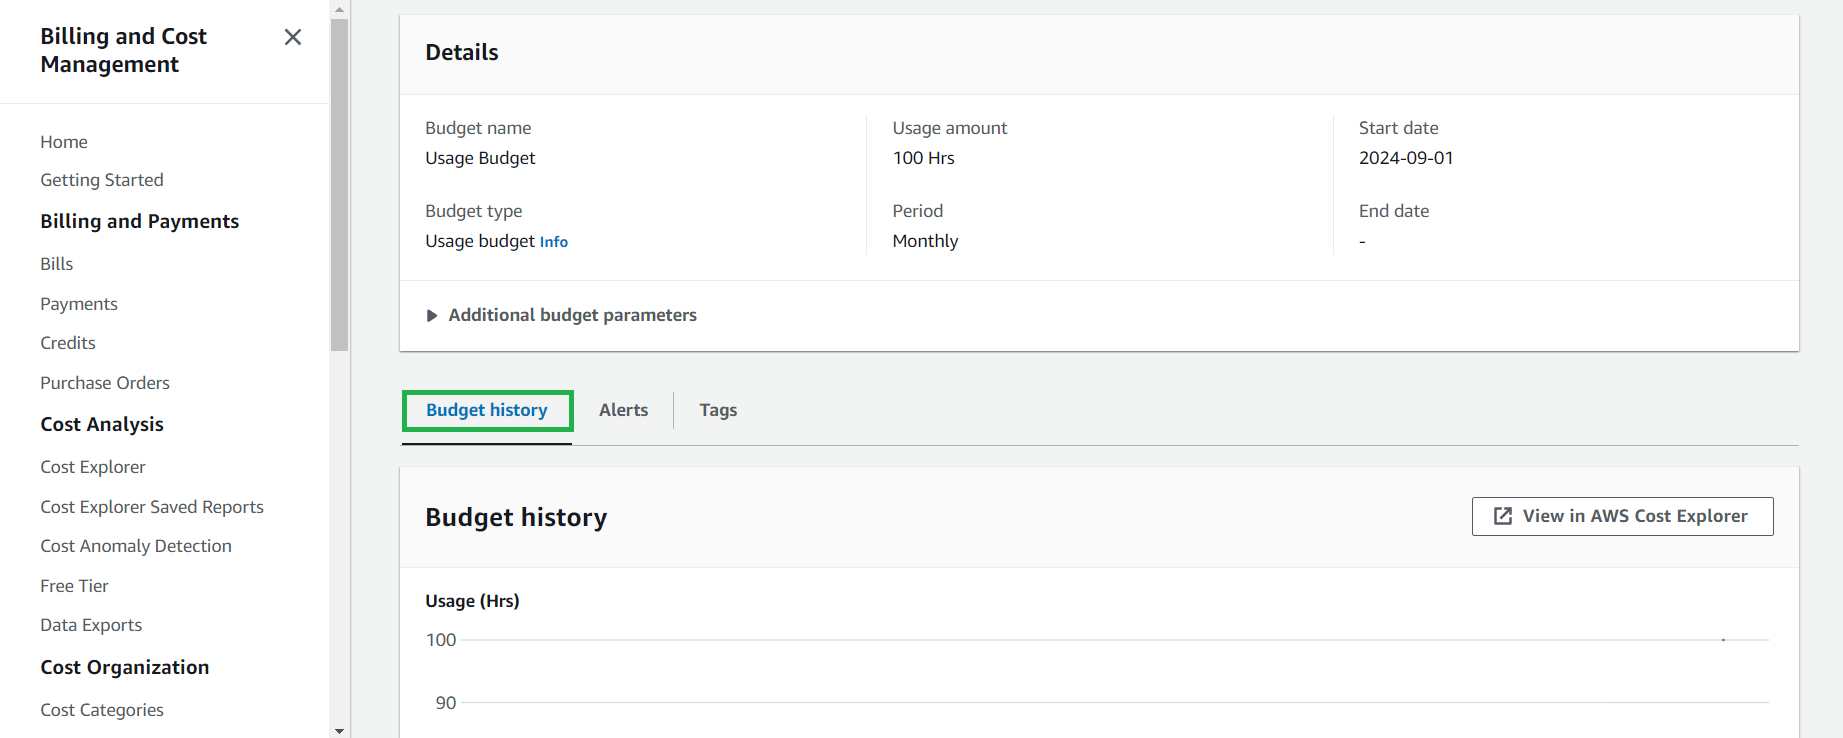 Billing and Cost
Management
Home
Getting Started
Billing and Payments
Bills
Payments
Credits
Purchase Orders
Cost Analysis
Cost Explorer
Cost Explorer Saved Reports
Cost Anomaly Detection
Free Tier
Data Exports
Cost Organization
Cost Categories
Details
Budget name
Usage Budget
Budget type
Usage budget Info
Usage amount
100 Hrs
Period
Monthly
Start date
2024-09-01
End date
-
Additional budget parameters
Budget history Alerts Tags
Budget history
View in AWS Cost Explorer
Usage (Hrs)
100
90